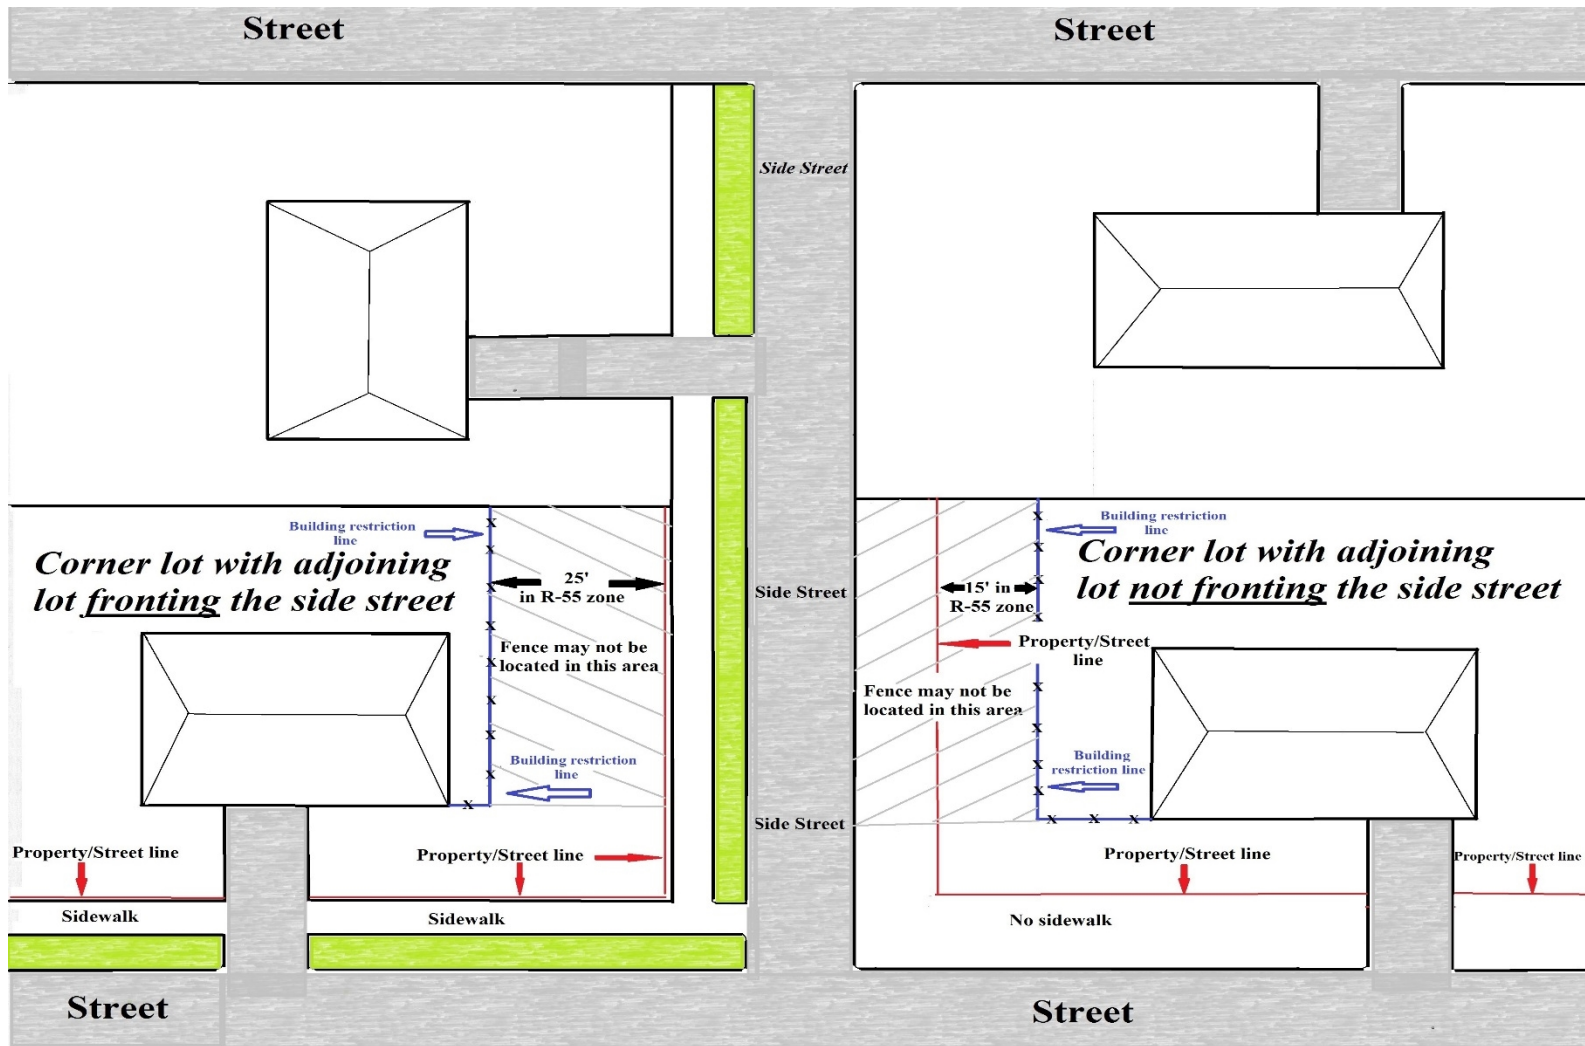 Street
Street
Side Street
Building restriction
line
Corner lot with adjoining
lot fronting the side street
25'
in R-55 zone
Fence may not be
located in this area
Building restriction
line
Property/Street line
Property/Street line
Sidewalk
Sidewalk
Street
Side Street
Side Street
Building restriction
line
Corner lot with adjoining
lot not fronting the side street
15' in
R-55 zone
Property/Street
line
Fence may not be
located in this area
Building
restriction line
Property/Street line
Property/Street line
No sidewalk
Street